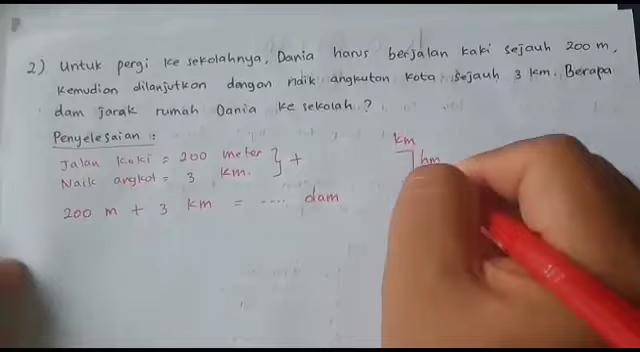 2) Untuk pergi ke sekolahnya, Dania harus berjalan kaki sejauh 200 m,
kemudian dilanjutkan dangan naik angkutan kota sejauh 3 km. Berapa
dam jarak rumah Dania ke sekolah?
Penyelesaian :
Jalan kaki = 200 meter } +
Naik angkot = 3 km.
200 m + 3 km = .... dam
km
hm